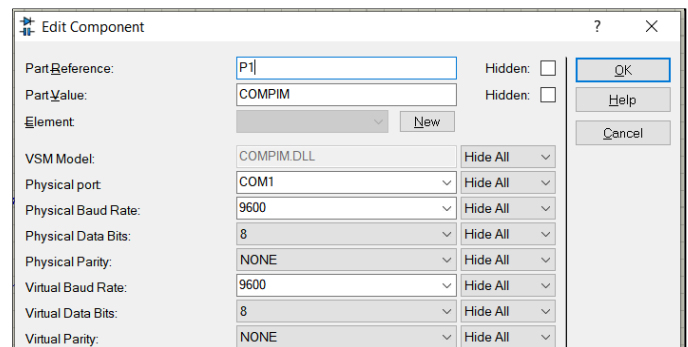 Edit Component ? ×
Part Reference: P1 Hidden: OK
Part Value: COMPIM Hidden: Help
Element: New Cancel
VSM Model: COMPIM.DLL Hide All
Physical port: COM1 Hide All
Physical Baud Rate: 9600 Hide All
Physical Data Bits: 8 Hide All
Physical Parity: NONE Hide All
Virtual Baud Rate: 9600 Hide All
Virtual Data Bits: 8 Hide All
Virtual Parity: NONE Hide All